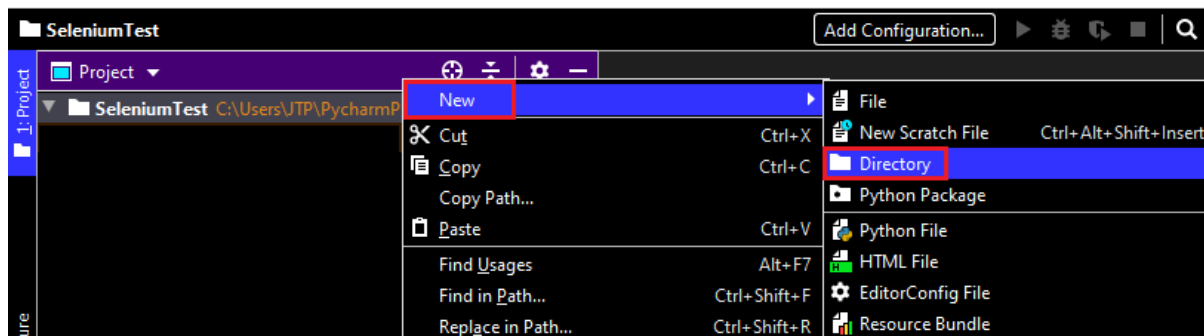 SeleniumTest
Add Configuration...
1: Project
Project
SeleniumTest C:\Users\JTP\PycharmP
New
Cut Ctrl+X
Copy Ctrl+C
Copy Path...
Paste Ctrl+V
Find Usages Alt+F7
Find in Path... Ctrl+Shift+F
Replace in Path... Ctrl+Shift+R
File
New Scratch File Ctrl+Alt+Shift+Insert
Directory
Python Package
Python File
HTML File
EditorConfig File
Resource Bundle
ure